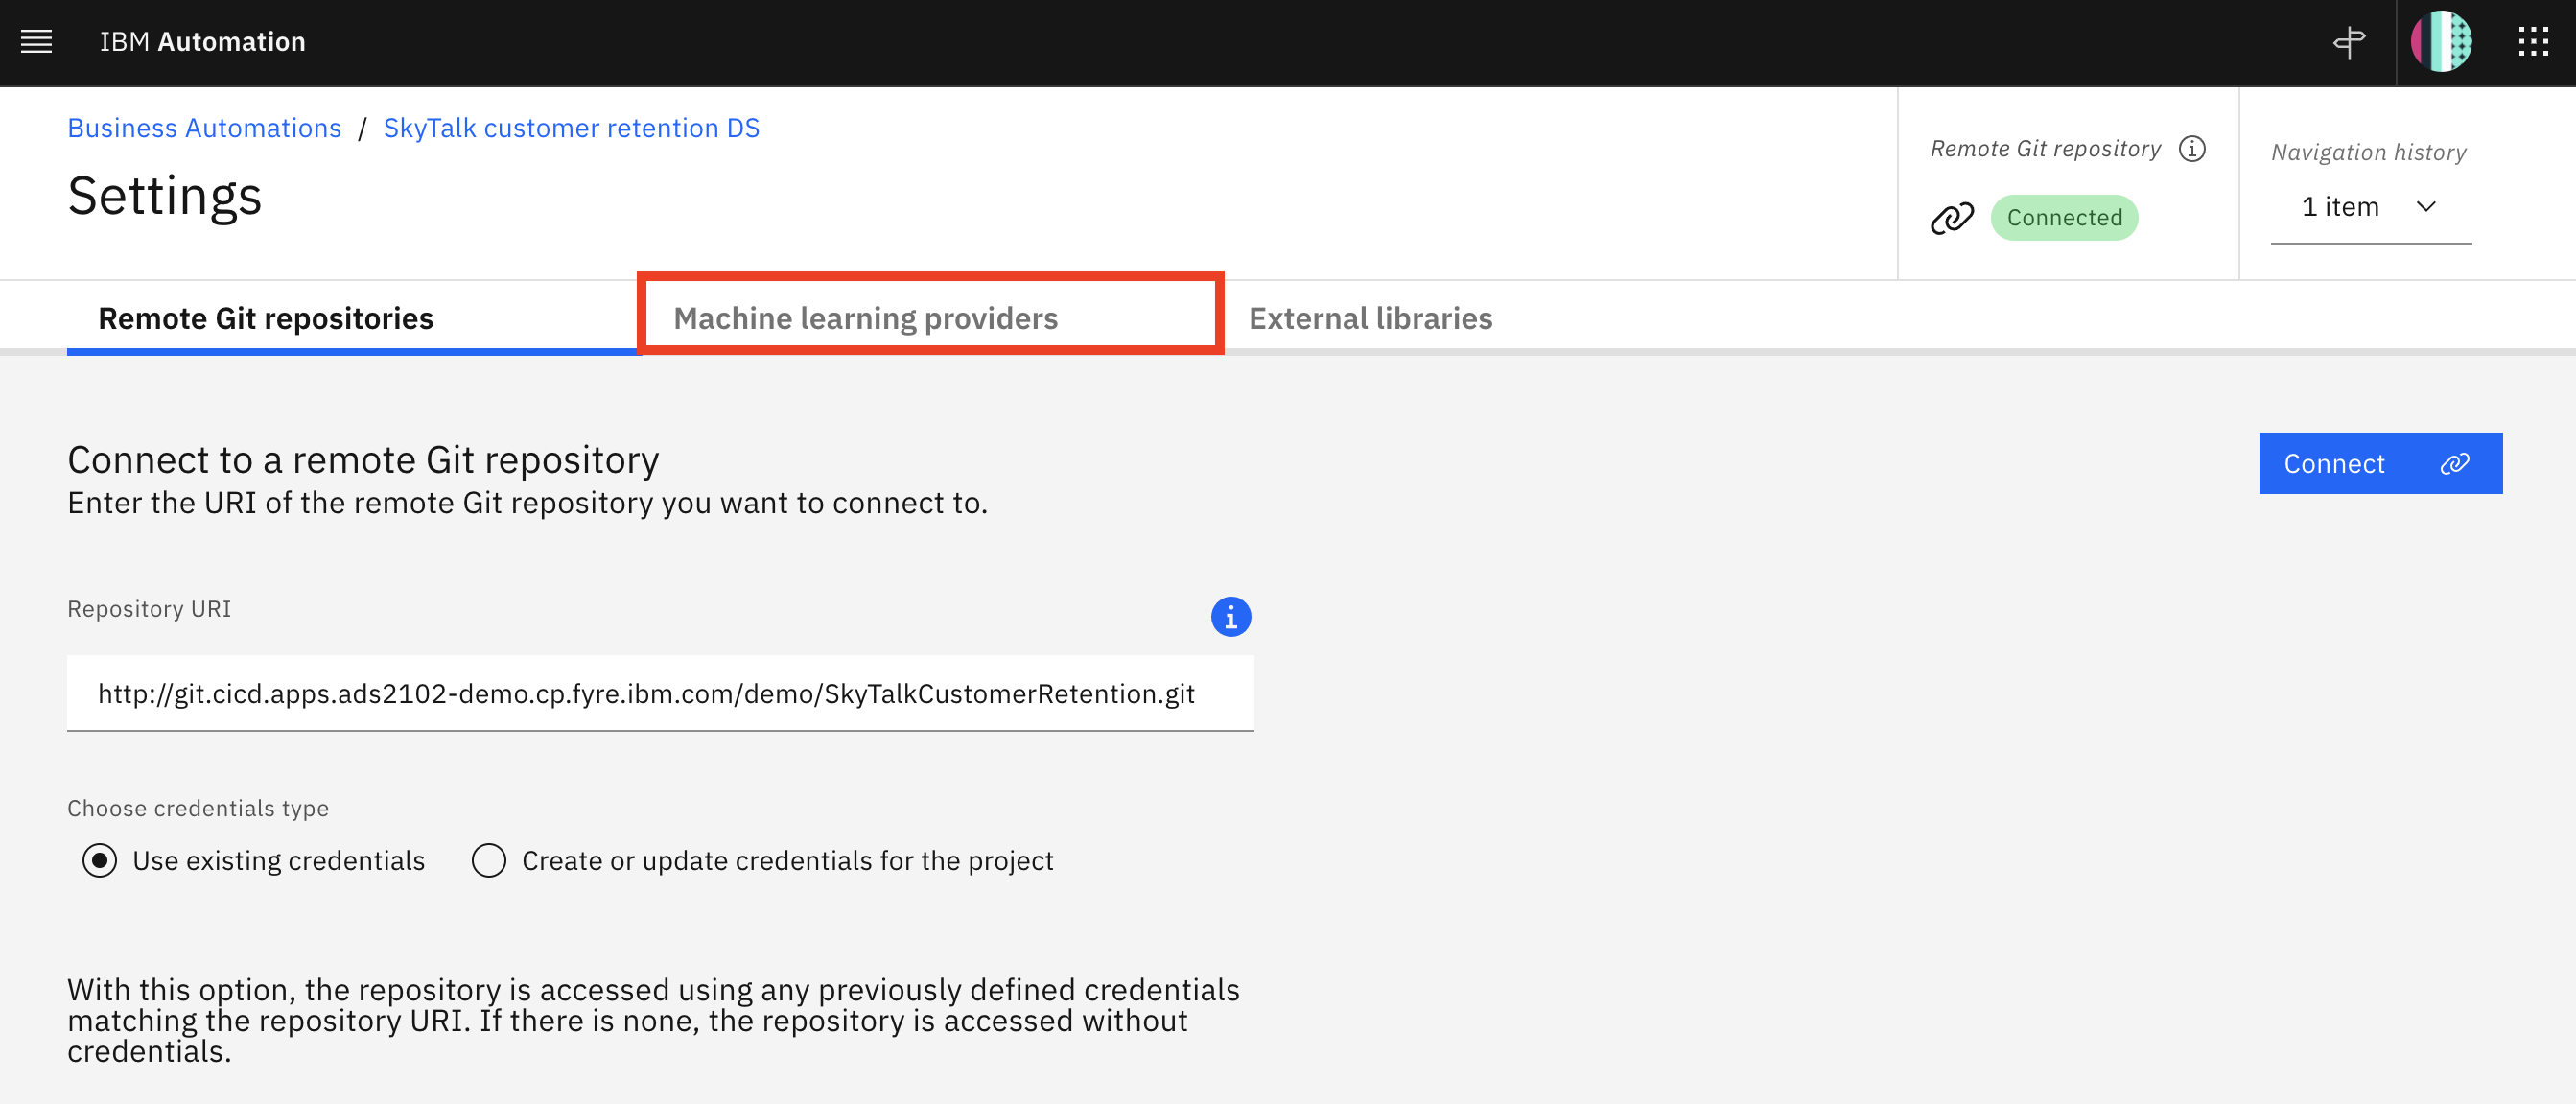 IBM Automation
Business Automations / SkyTalk customer retention DS
Settings
Remote Git repository
Connected
Navigation history
1 item
Remote Git repositories
Machine learning providers
External libraries
Connect to a remote Git repository
Enter the URI of the remote Git repository you want to connect to.
Connect
Repository URI
http://git.cicd.apps.ads2102-demo.cp.fyre.ibm.com/demo/SkyTalkCustomerRetention.git
Choose credentials type
Use existing credentials
Create or update credentials for the project
With this option, the repository is accessed using any previously defined credentials
matching the repository URI. If there is none, the repository is accessed without
credentials.